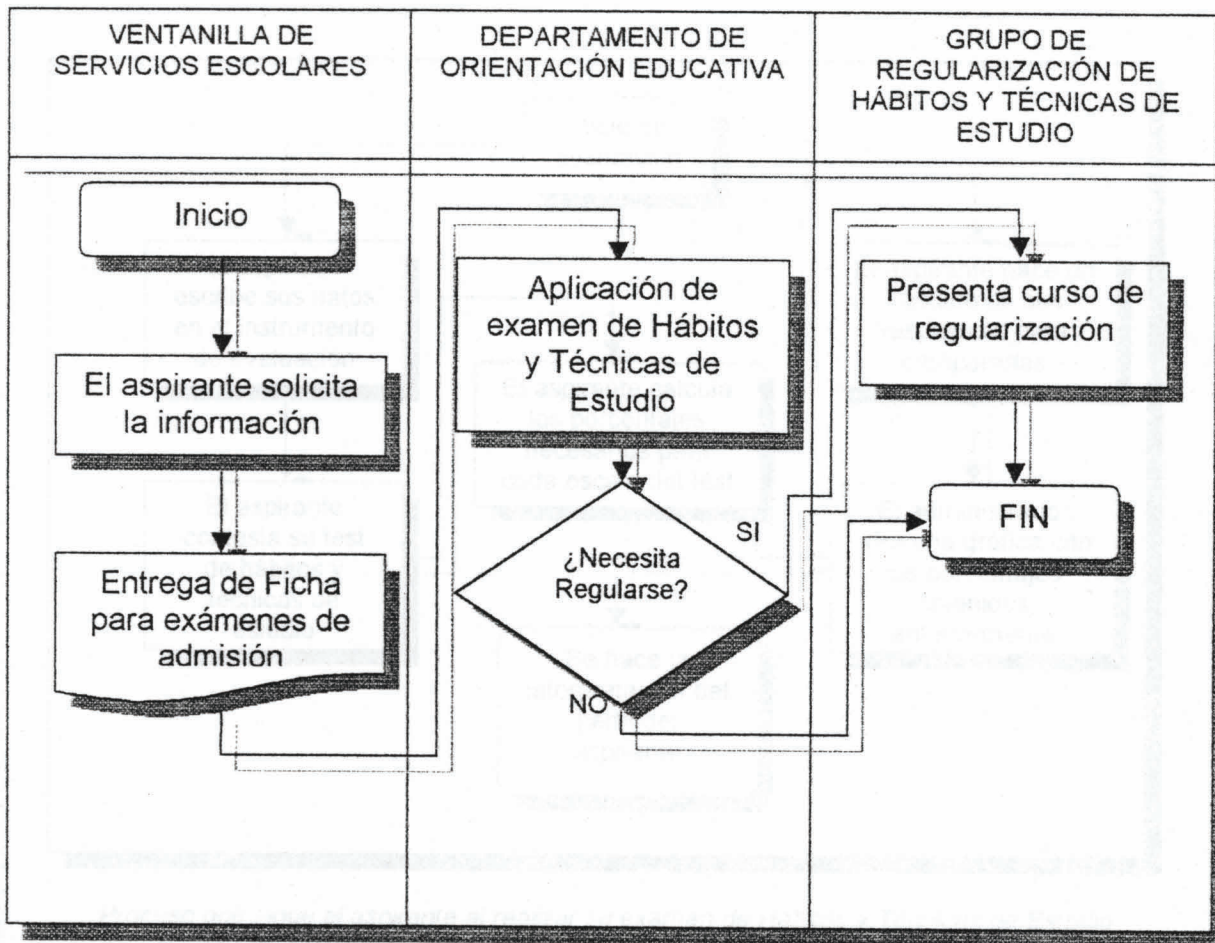 VENTANILLA DE
SERVICIOS ESCOLARES
DEPARTAMENTO DE
ORIENTACIÓN EDUCATIVA
GRUPO DE
REGULARIZACIÓN DE
HÁBITOS Y TÉCNICAS DE
ESTUDIO
Inicio
El aspirante solicita
la información
Entrega de Ficha
para exámenes de
admisión
Aplicación de
examen de Hábitos
y Técnicas de
Estudio
¿Necesita
Regularse?
SI
NO
Presenta curso de
regularización
FIN